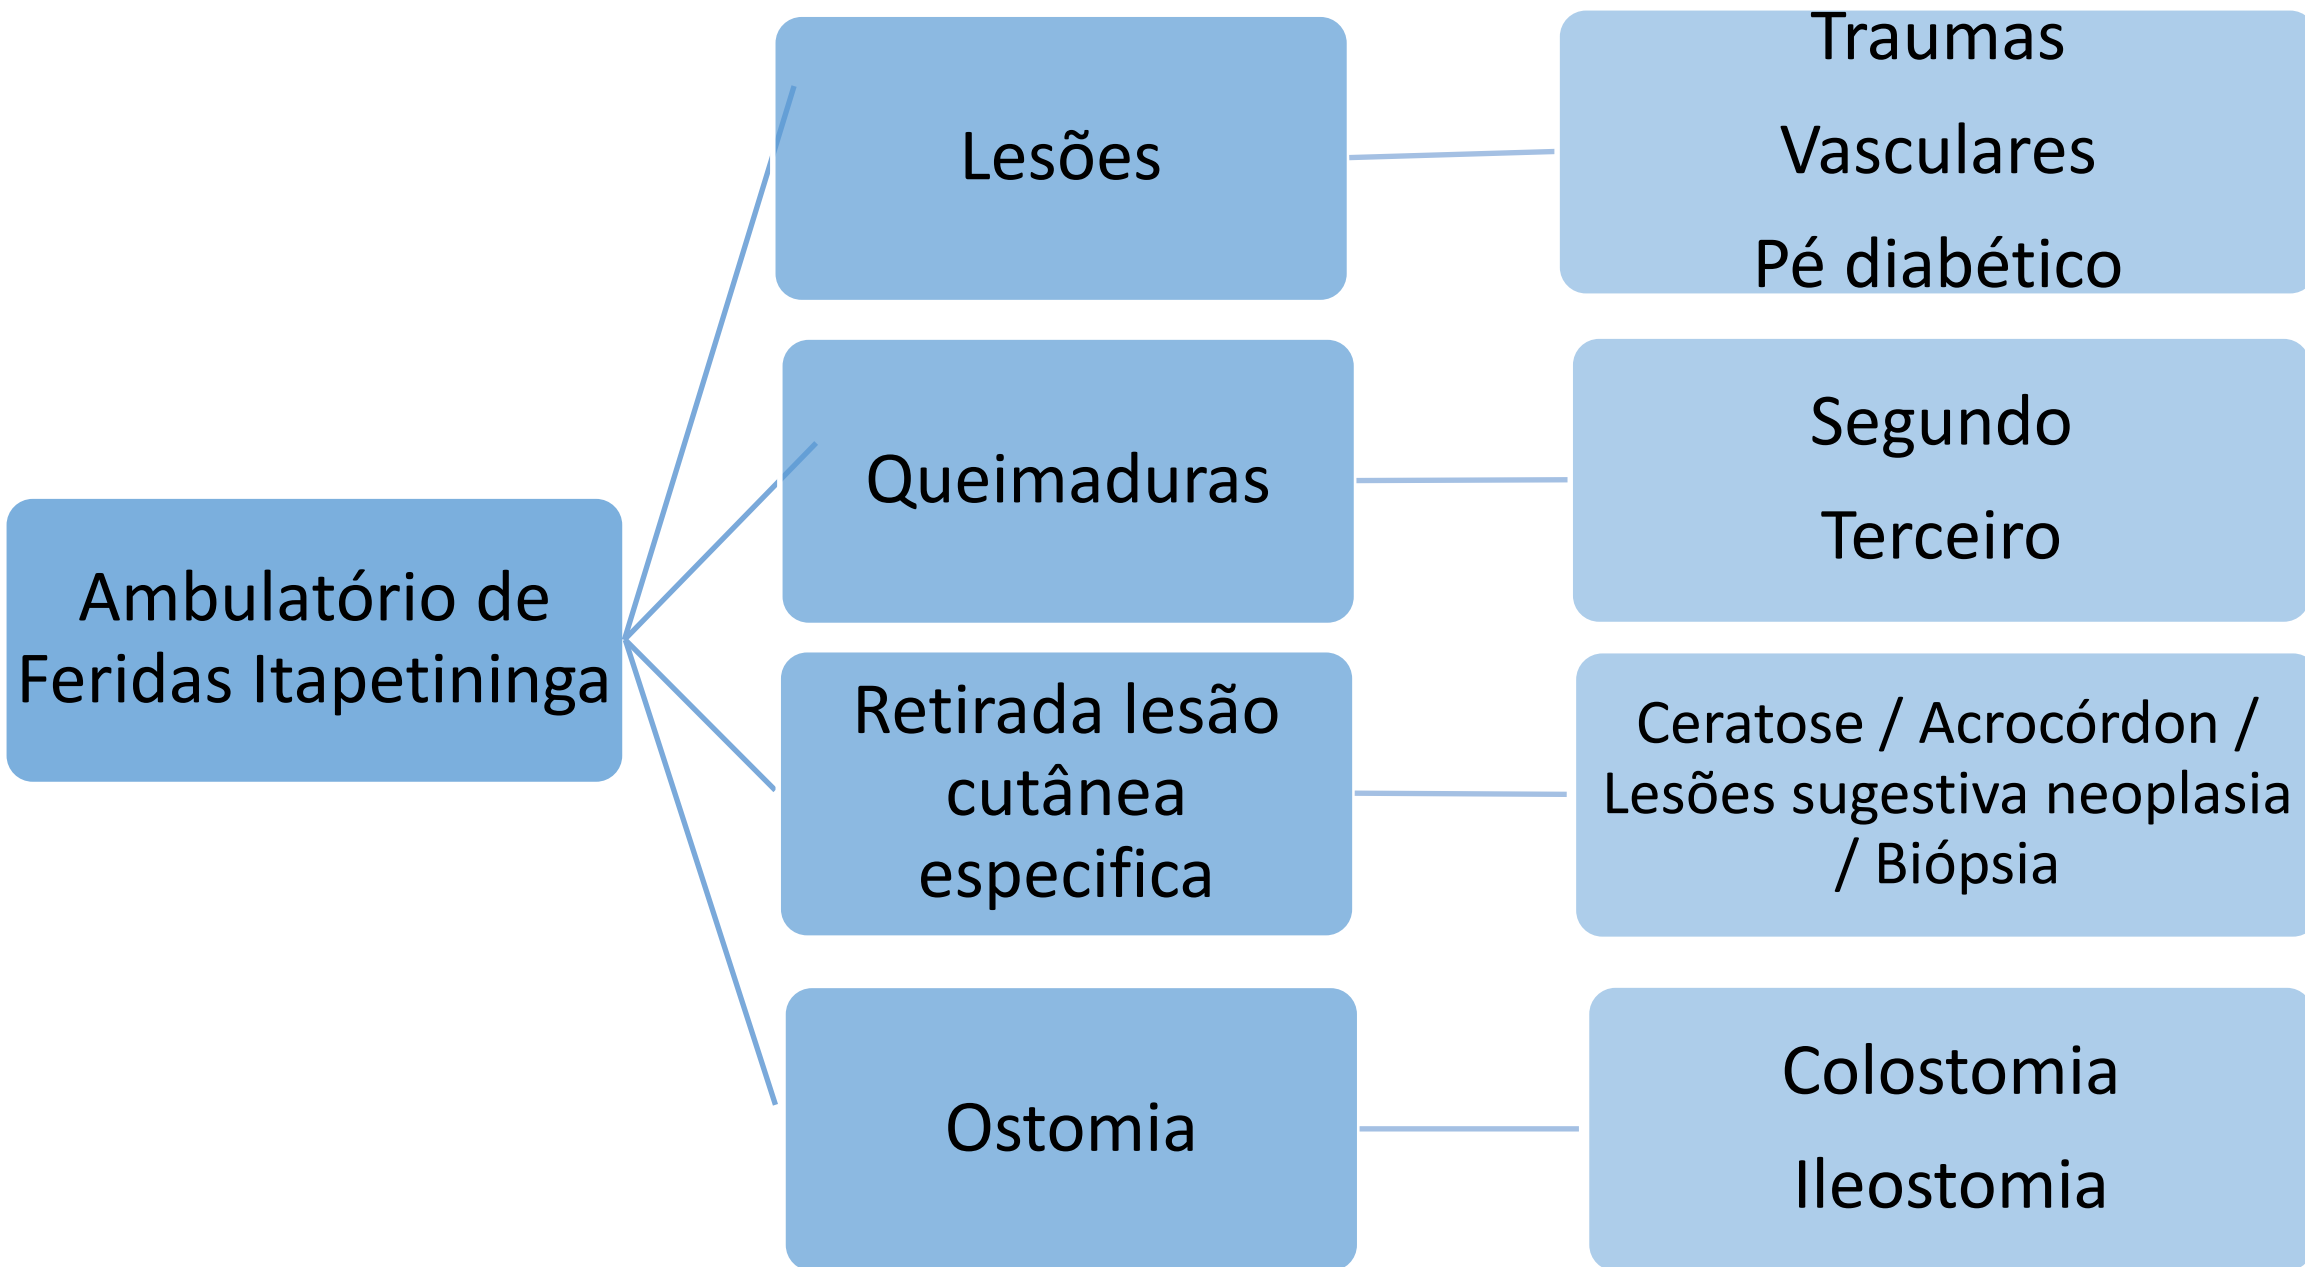 Ambulatório de
Feridas Itapetininga
Lesões
Traumas
Vasculares
Pé diabético
Queimaduras
Segundo
Terceiro
Retirada lesão
cutânea
especifica
Ceratose / Acrocórdon /
Lesões sugestiva neoplasia
/ Biópsia
Ostomia
Colostomia
Ileostomia